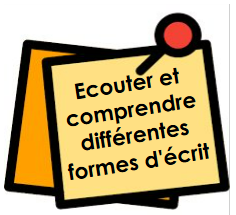 Ecouter et
comprendre
différentes
formes d'écrit